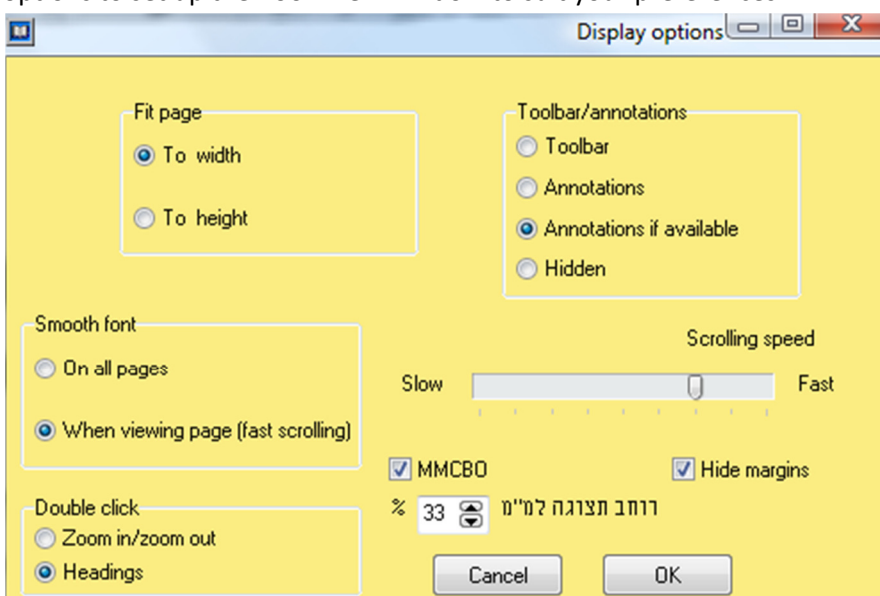 Display options
Fit page
To width
To height
Toolbar/annotations
Toolbar
Annotations
Annotations if available
Hidden
Smooth font
On all pages
When viewing page (fast scrolling)
Scrolling speed
Slow Fast
MMCBO
Hide margins
% 33 רוחב תצוגה למ"מ
Double click
Zoom in/zoom out
Headings
Cancel OK